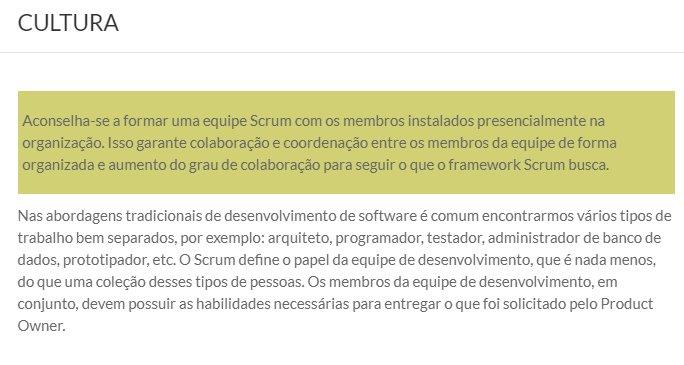 CULTURA
Aconselha-se a formar uma equipe Scrum com os membros instalados presencialmente na
organização. Isso garante colaboração e coordenação entre os membros da equipe de forma
organizada e aumento do grau de colaboração para seguir o que o framework Scrum busca.
Nas abordagens tradicionais de desenvolvimento de software é comum encontrarmos vários tipos de
trabalho bem separados, por exemplo: arquiteto, programador, testador, administrador de banco de
dados, prototipador, etc. O Scrum define o papel da equipe de desenvolvimento, que é nada menos,
do que uma coleção desses tipos de pessoas. Os membros da equipe de desenvolvimento, em
conjunto, devem possuir as habilidades necessárias para entregar o que foi solicitado pelo Product
Owner.